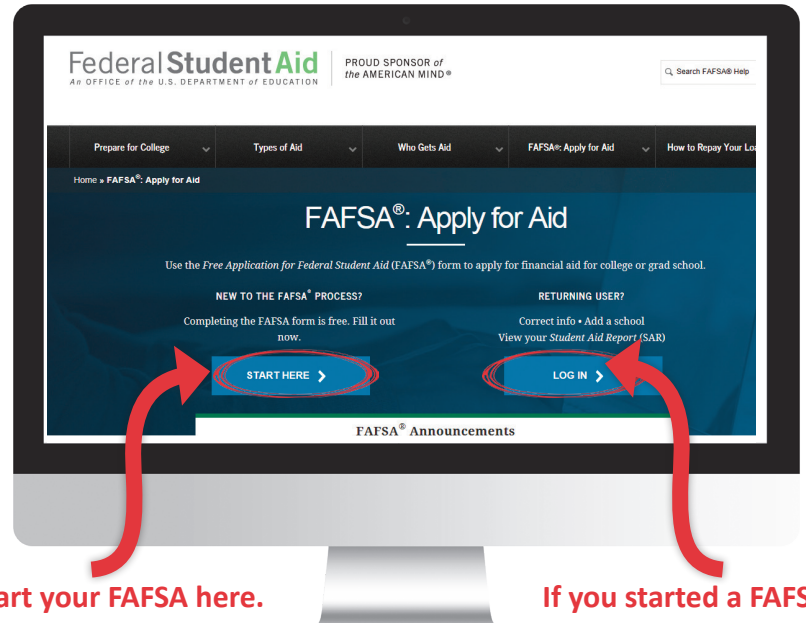 Federal Student Aid
An OFFICE of the U.S. DEPARTMENT of EDUCATION
PROUD SPONSOR of
the AMERICAN MIND®
Search FAFSA® Help
Prepare for College
Types of Aid
Who Gets Aid
FAFSA®: Apply for Aid
How to Repay Your
Home » FAFSA®: Apply for Aid
FAFSA®: Apply for Aid
Use the Free Application for Federal Student Aid (FAFSA®) form to apply for financial aid for college or grad school.
NEW TO THE FAFSA® PROCESS?
Completing the FAFSA form is free. Fill it out
now.
START HERE
RETURNING USER?
Correct info • Add a school
View your Student Aid Report (SAR)
LOG IN
FAFSA® Announcements
your FAFSA here.
If you started a